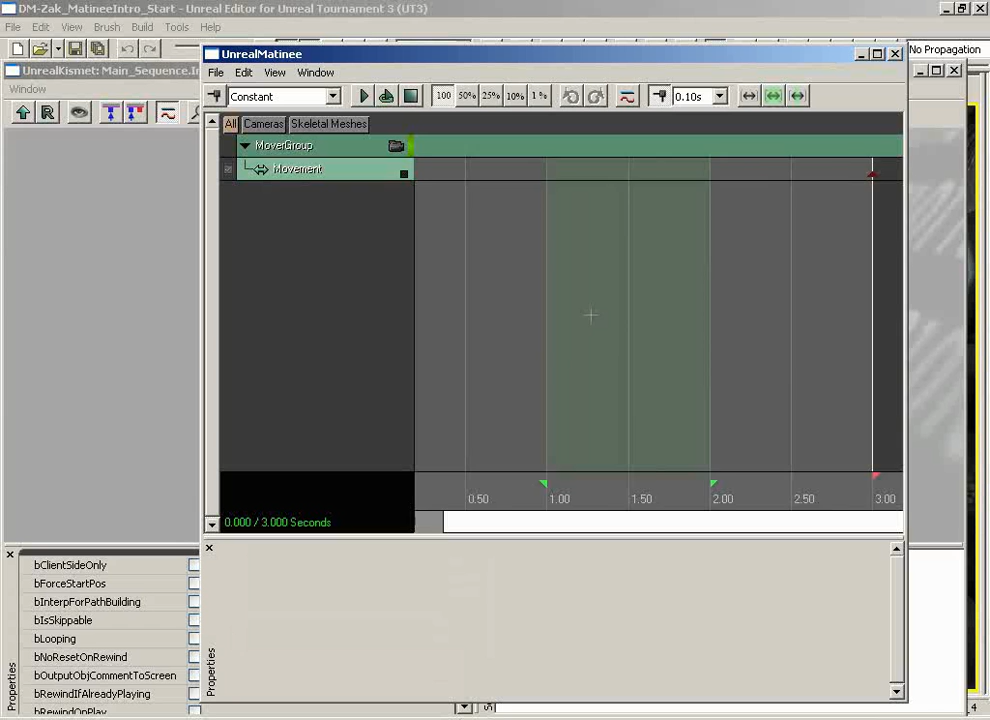 DM-Zak_MatineeIntro_Start - Unreal Editor for Unreal Tournament 3 (UT3)
File Edit View Brush Build Tools Help
No Propagation
UnrealKismet: Main_Sequence.In
Window
UnrealMatinee
File Edit View Window
Constant 100 50% 25% 10% 1 % 0.10s
All Cameras Skeletal Meshes
MoverGroup
Movement
0.50 1.00 1.50 2.00 2.50 3.00
0.000 / 3.000 Seconds
Properties
bClientSideOnly
bForceStartPos
bInterpForPathBuilding
bIsSkippable
bLooping
bNoResetOnRewind
bOutputObjCommentToScreen
bRewindIfAlreadyPlaying
bRewindOnPlay
Properties